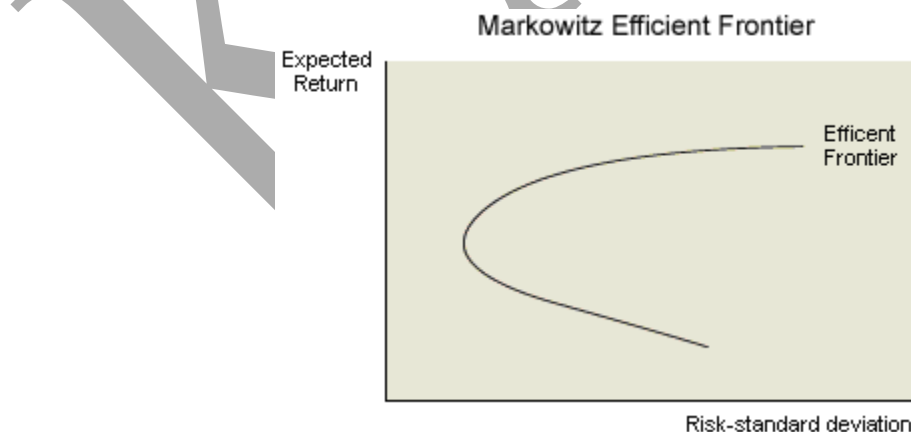 Markowitz Efficient Frontier
Expected
Return
Efficent
Frontier
Risk-standard deviation